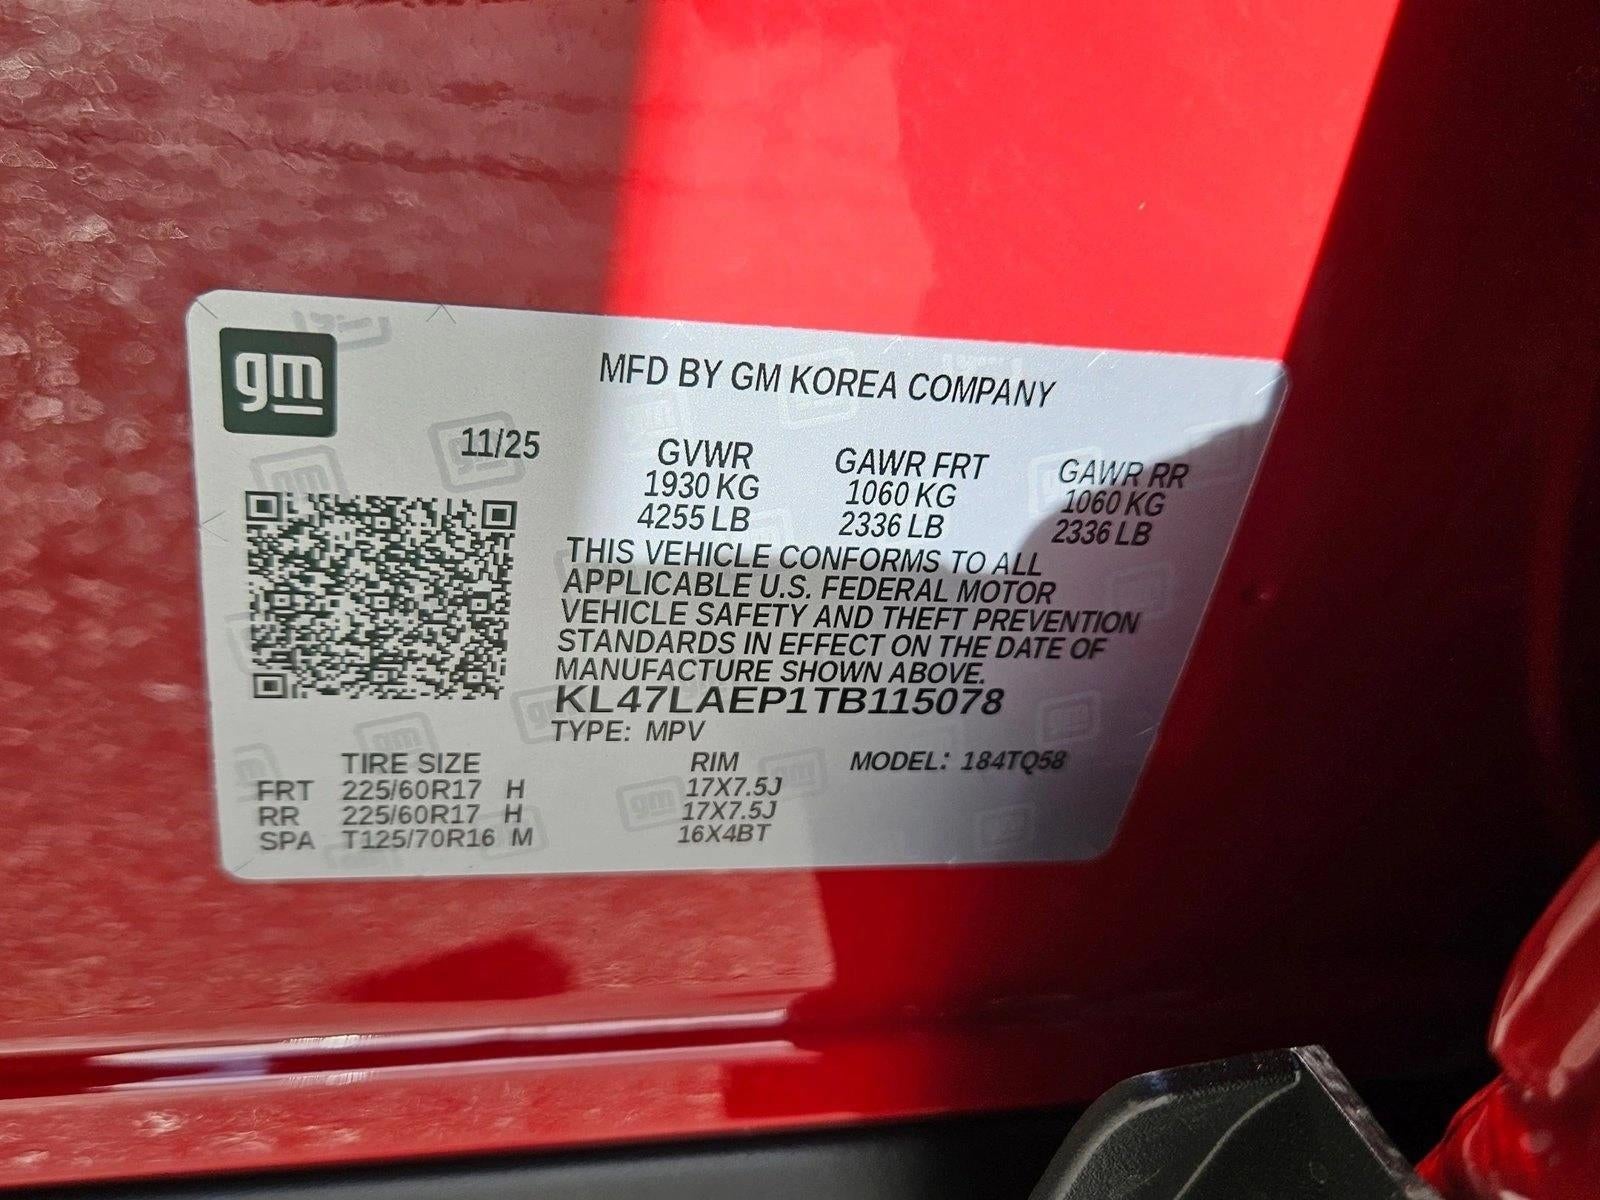 gm
MFD BY GM KOREA COMPANY
11/25
GVWR GAWR FRT GAWR RR
1930 KG 1060 KG 1060 KG
4255 LB 2336 LB 2336 LB
THIS VEHICLE CONFORMS TO ALL
APPLICABLE U.S. FEDERAL MOTOR
VEHICLE SAFETY AND THEFT PREVENTION
STANDARDS IN EFFECT ON THE DATE OF
MANUFACTURE SHOWN ABOVE.
KL47LAEP1TB115078
TYPE: MPV
TIRE SIZE RIM MODEL: 184TQ58
FRT 225/60R17 H 17X7.5J
RR 225/60R17 H 17X7.5J
SPA T125/70R16 M 16X4BT